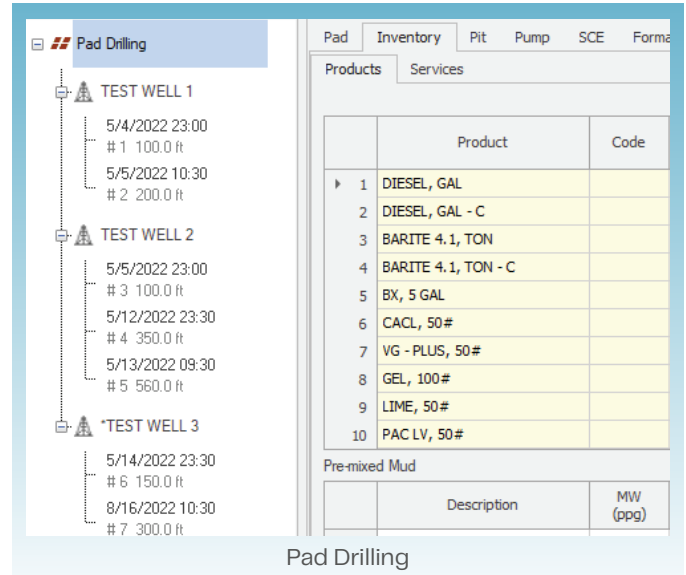 Pad Drilling
TEST WELL 1
5/4/2022 23:00
# 1 100.0 ft
5/5/2022 10:30
# 2 200.0 ft
TEST WELL 2
5/5/2022 23:00
# 3 100.0 ft
5/12/2022 23:30
# 4 350.0 ft
5/13/2022 09:30
# 5 560.0 ft
*TEST WELL 3
5/14/2022 23:30
# 6 150.0 ft
8/16/2022 10:30
# 7 300.0 ft
Pad Inventory Pit Pump SCE Forma
Products Services
Product Code
1 DIESEL, GAL
2 DIESEL, GAL - C
3 BARITE 4.1, TON
4 BARITE 4.1, TON - C
5 BX, 5 GAL
6 CACL, 50#
7 VG - PLUS, 50#
8 GEL, 100#
9 LIME, 50#
10 PAC LV, 50#
Pre-mixed Mud
Description MW
(ppg)
Pad Drilling